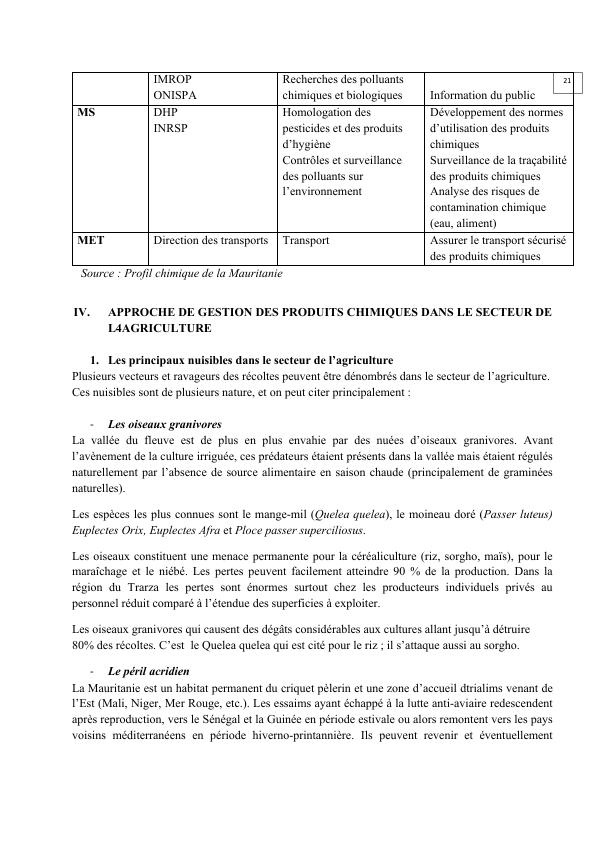 21
IMROP Recherches des polluants
ONISPA chimiques et biologiques Information du public
MS DHP Homologation des Développement des normes
INRSP pesticides et des produits d’utilisation des produits
d’hygiène chimiques
Contrôles et surveillance Surveillance de la traçabilité
des polluants sur des produits chimiques
l’environnement Analyse des risques de
contamination chimique
(eau, aliment)
MET Direction des transports Transport Assurer le transport sécurisé
des produits chimiques
Source : Profil chimique de la Mauritanie
IV. APPROCHE DE GESTION DES PRODUITS CHIMIQUES DANS LE SECTEUR DE
L4AGRICULTURE
1. Les principaux nuisibles dans le secteur de l’agriculture
Plusieurs vecteurs et ravageurs des récoltes peuvent être dénombrés dans le secteur de l’agriculture.
Ces nuisibles sont de plusieurs nature, et on peut citer principalement :
- Les oiseaux granivores
La vallée du fleuve est de plus en plus envahie par des nuées d’oiseaux granivores. Avant
l’avènement de la culture irriguée, ces prédateurs étaient présents dans la vallée mais étaient régulés
naturellement par l’absence de source alimentaire en saison chaude (principalement de graminées
naturelles).
Les espèces les plus connues sont le mange-mil (Quelea quelea), le moineau doré (Passer luteus)
Euplectes Orix, Euplectes Afra et Ploce passer superciliosus.
Les oiseaux constituent une menace permanente pour la céréaliculture (riz, sorgho, maïs), pour le
maraîchage et le niébé. Les pertes peuvent facilement atteindre 90 % de la production. Dans la
région du Trarza les pertes sont énormes surtout chez les producteurs individuels privés au
personnel réduit comparé à l’étendue des superficies à exploiter.
Les oiseaux granivores qui causent des dégâts considérables aux cultures allant jusqu’à détruire
80% des récoltes. C’est le Quelea quelea qui est cité pour le riz ; il s’attaque aussi au sorgho.
- Le péril acridien
La Mauritanie est un habitat permanent du criquet pèlerin et une zone d’accueil dtrialims venant de
l’Est (Mali, Niger, Mer Rouge, etc.). Les essaims ayant échappé à la lutte anti-aviaire redescendent
après reproduction, vers le Sénégal et la Guinée en période estivale ou alors remontent vers les pays
voisins méditerranéens en période hiverno-printannière. Ils peuvent revenir et éventuellement